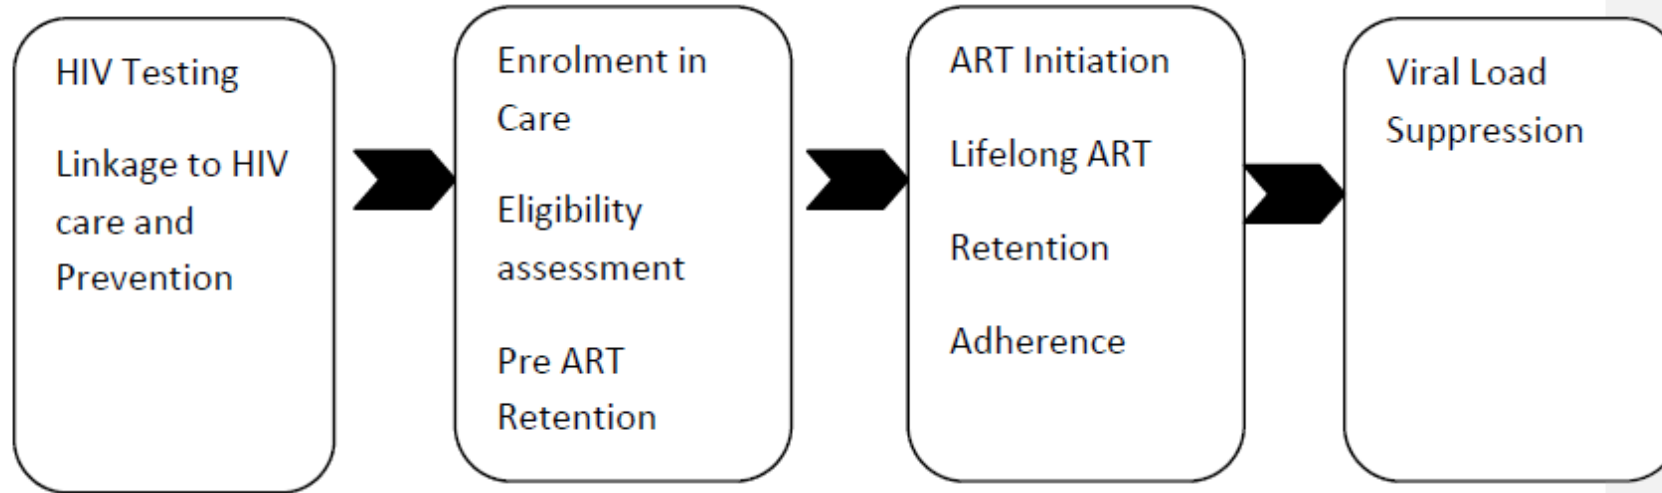 HIV Testing
Linkage to HIV
care and
Prevention
Enrolment in
Care
Eligibility
assessment
Pre ART
Retention
ART Initiation
Lifelong ART
Retention
Adherence
Viral Load
Suppression